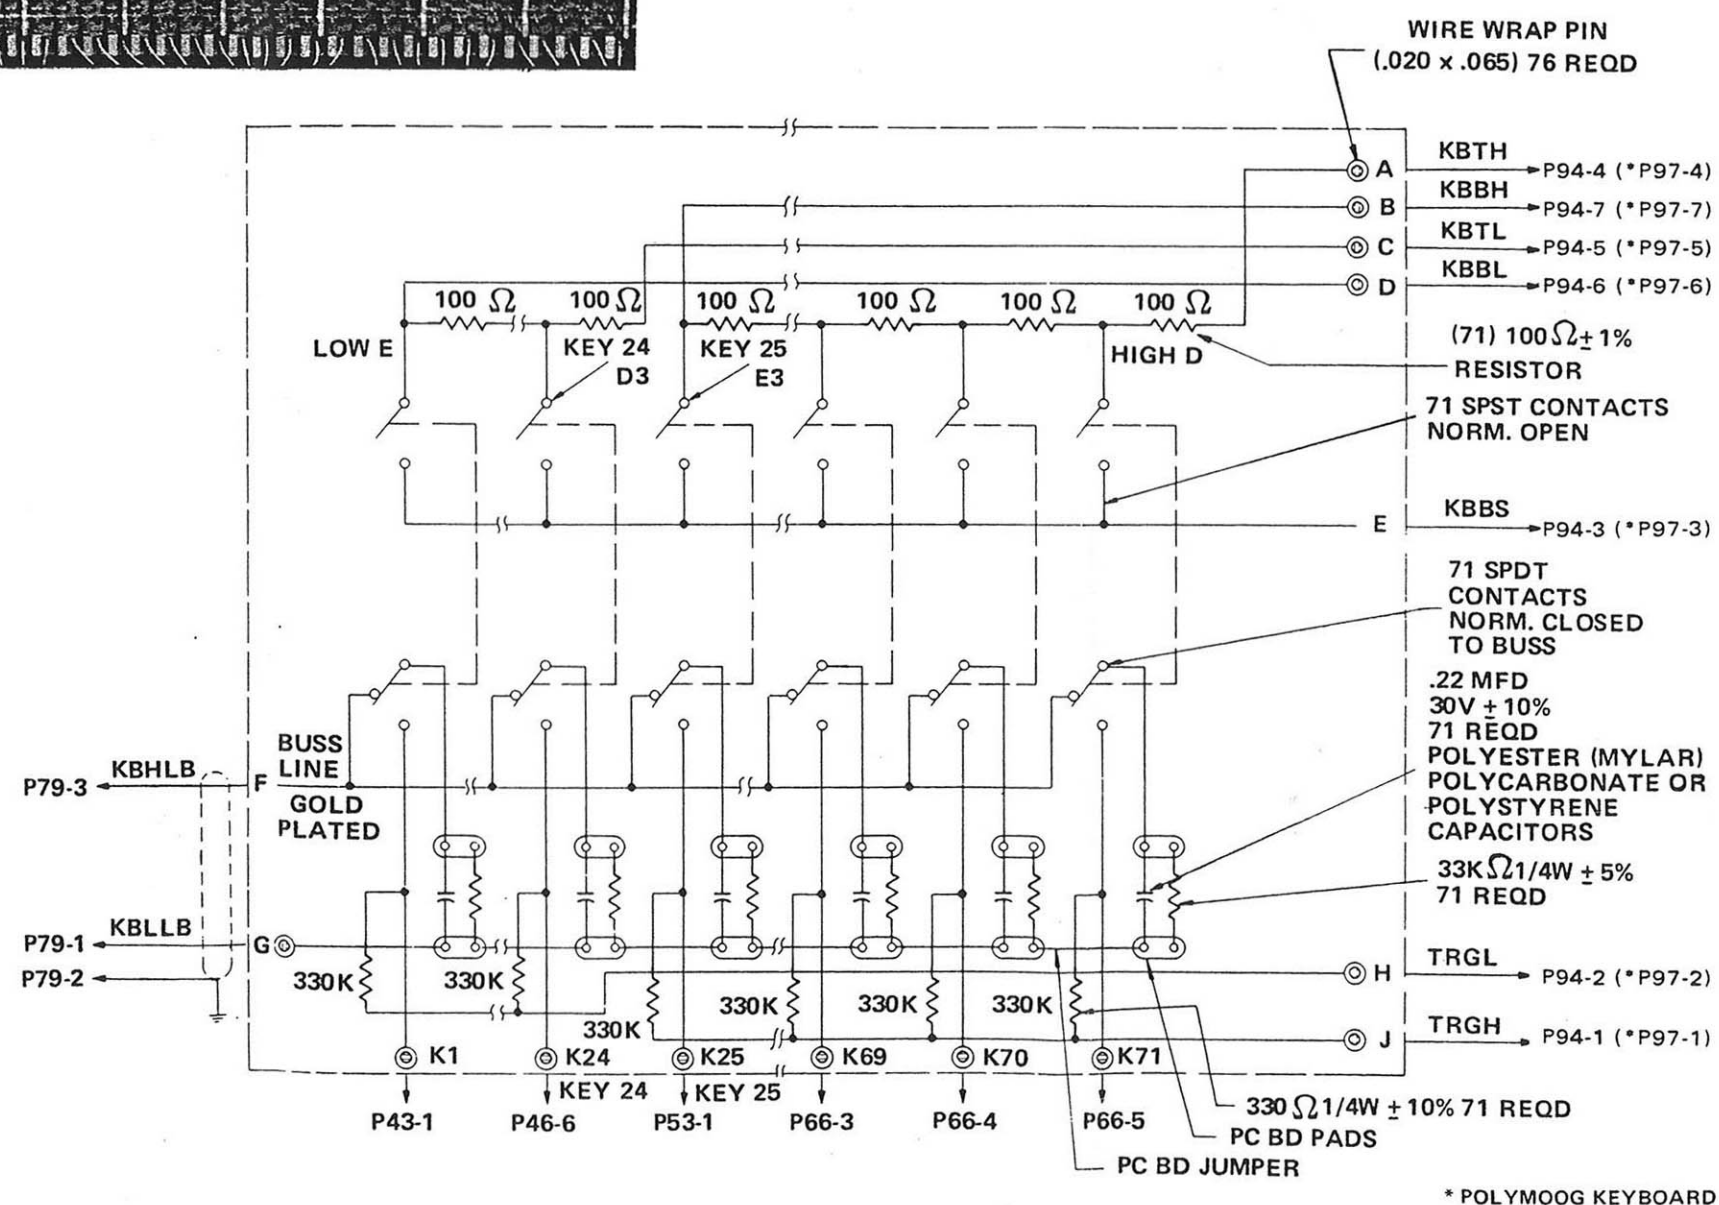 WIRE WRAP PIN
(.020 x .065) 76 REQD
A
KBTH
P94-4 (*P97-4)
B
KBBH
P94-7 (*P97-7)
C
KBTL
P94-5 (*P97-5)
D
KBBL
P94-6 (*P97-6)
100 Ω
100 Ω
100 Ω
100 Ω
100 Ω
100 Ω
LOW E
KEY 24
D3
KEY 25
E3
HIGH D
(71) 100Ω ± 1%
RESISTOR
71 SPST CONTACTS
NORM. OPEN
E
KBBS
P94-3 (*P97-3)
71 SPDT
CONTACTS
NORM. CLOSED
TO BUSS
.22 MFD
30V ± 10%
71 REQD
POLYESTER (MYLAR)
POLYCARBONATE OR
POLYSTYRENE
CAPACITORS
33KΩ 1/4W ± 5%
71 REQD
P79-3
KBHLB
F
BUSS
LINE
GOLD
PLATED
P79-1
KBLLB
G
P79-2
330K
330K
330K
330K
330K
330K
H
TRGL
P94-2 (*P97-2)
J
TRGH
P94-1 (*P97-1)
K1
K24
K25
K69
K70
K71
KEY 24
KEY 25
P43-1
P46-6
P53-1
P66-3
P66-4
P66-5
330 Ω 1/4W ± 10% 71 REQD
PC BD PADS
PC BD JUMPER
* POLYMOOG KEYBOARD